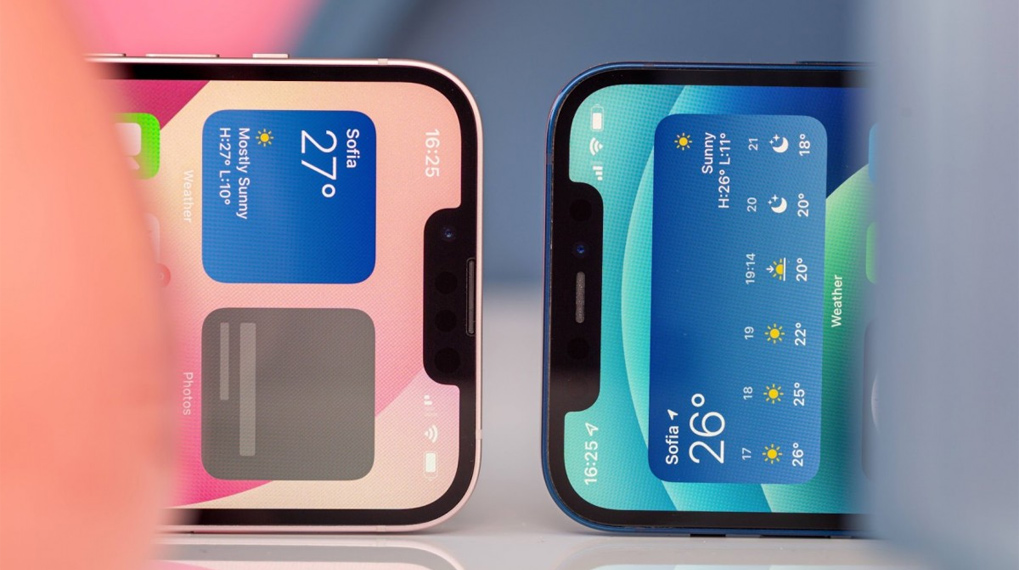 16:25
Sofia
27°
Mostly Sunny
H:27° L:10°
Weather
Photos
16:25
Sofia
26°
Sunny
H:26° L:11°
17 18 19 19:14 20 21
26° 25° 22° 20° 20° 18°
Weather